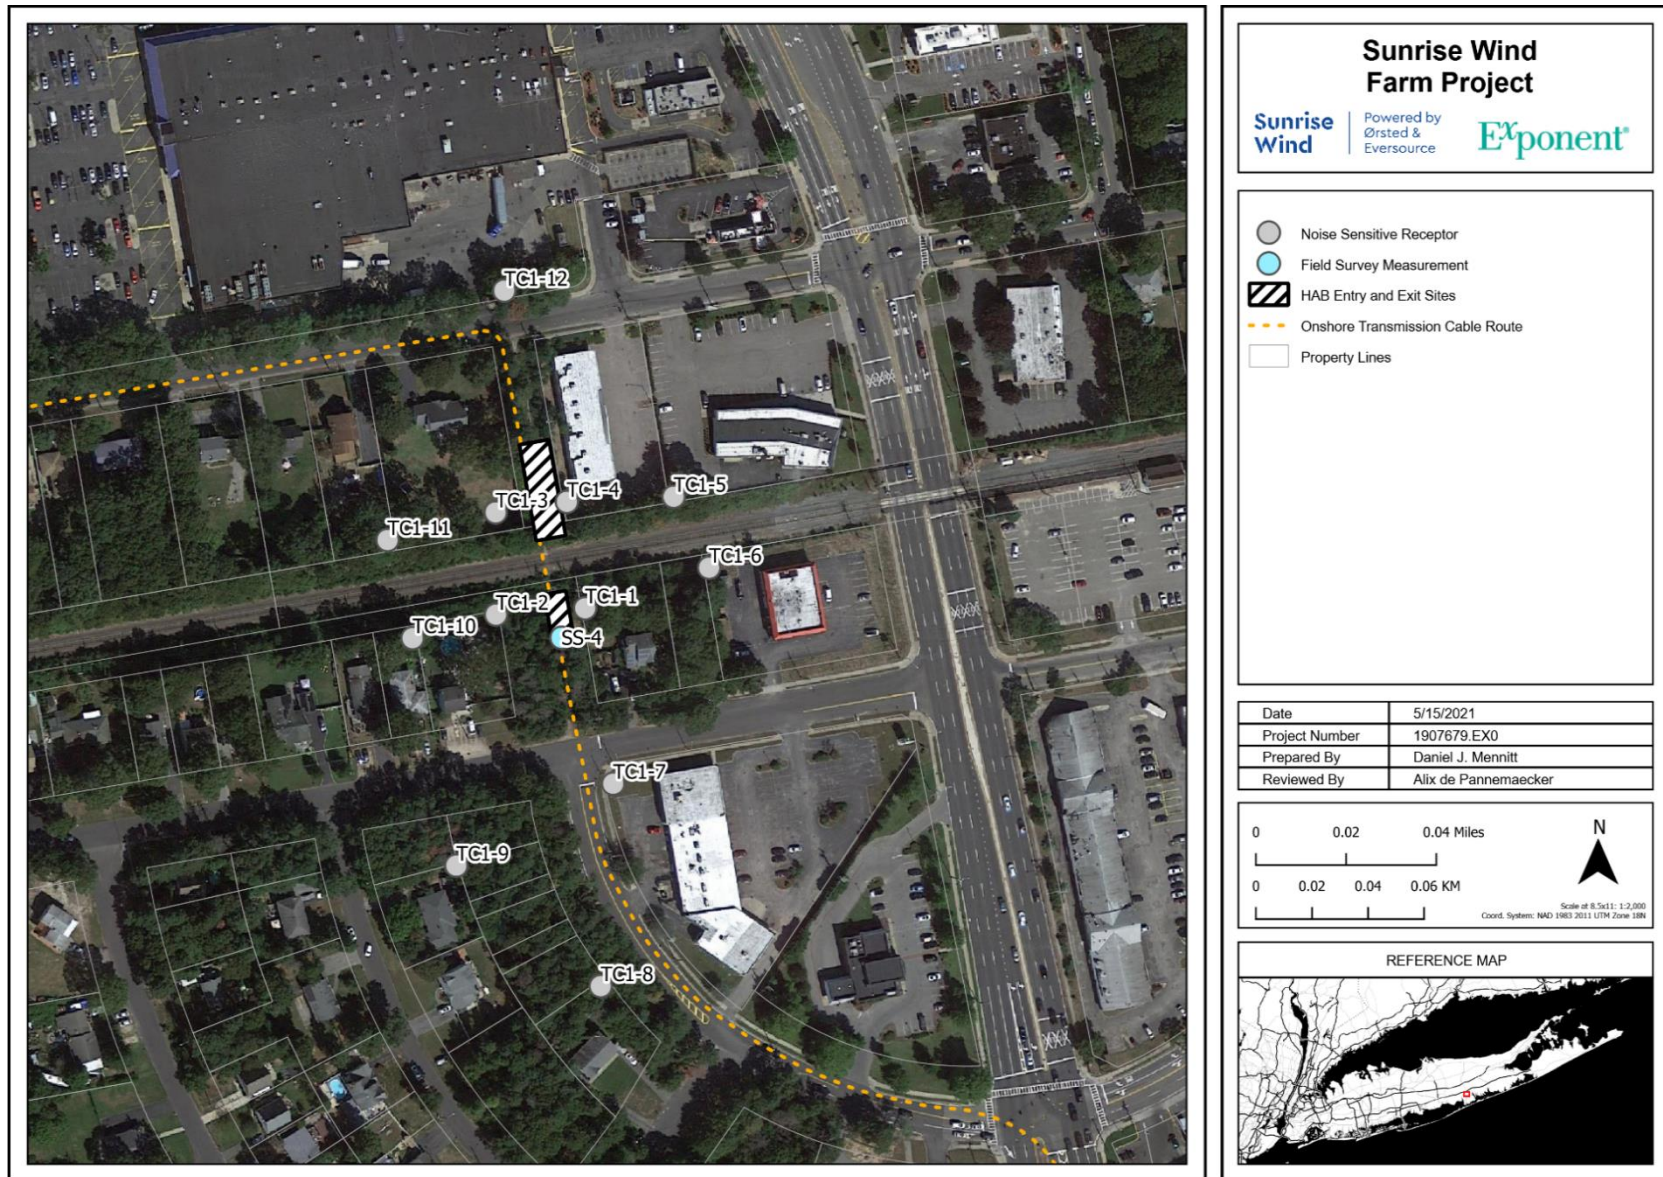 TC1-12
TC1-3
TC1-4
TC1-5
TC1-11
TC1-6
TC1-2
TC1-1
TC1-10
SS-4
TC1-7
TC1-9
TC1-8
Sunrise Wind
Farm Project
Sunrise
Wind
Powered by
Ørsted &
Eversource
Exponent®
Noise Sensitive Receptor
Field Survey Measurement
HAB Entry and Exit Sites
Onshore Transmission Cable Route
Property Lines
Date 5/15/2021
Project Number 1907679.EX0
Prepared By Daniel J. Mennitt
Reviewed By Alix de Pannemaecker
0 0.02 0.04 Miles
0 0.02 0.04 0.06 KM
N
Scale at 8.5x11: 1:2,000
Coord. System: NAD 1983 2011 UTM Zone 18N
REFERENCE MAP